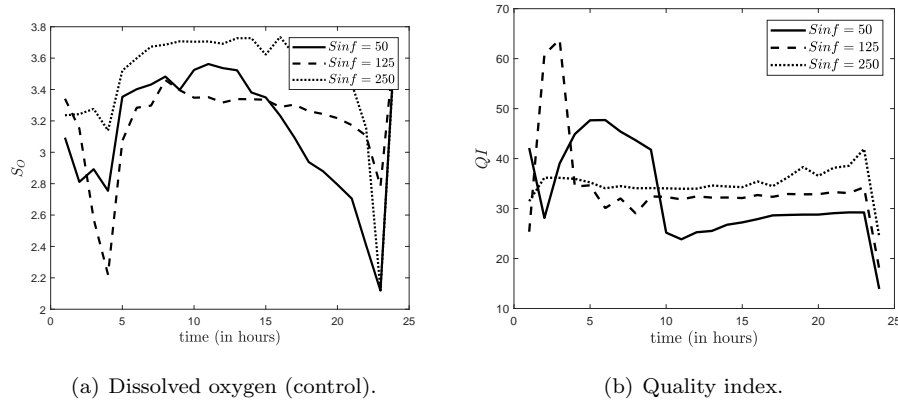 3.8
3.6
3.4
3.2
3
2.8
2.6
2.4
2.2
2
S_O
0 5 10 15 20 25
time (in hours)
Sinf = 50
Sinf = 125
Sinf = 250
(a) Dissolved oxygen (control).
70
60
50
40
30
20
10
QI
0 5 10 15 20 25
time (in hours)
Sinf = 50
Sinf = 125
Sinf = 250
(b) Quality index.